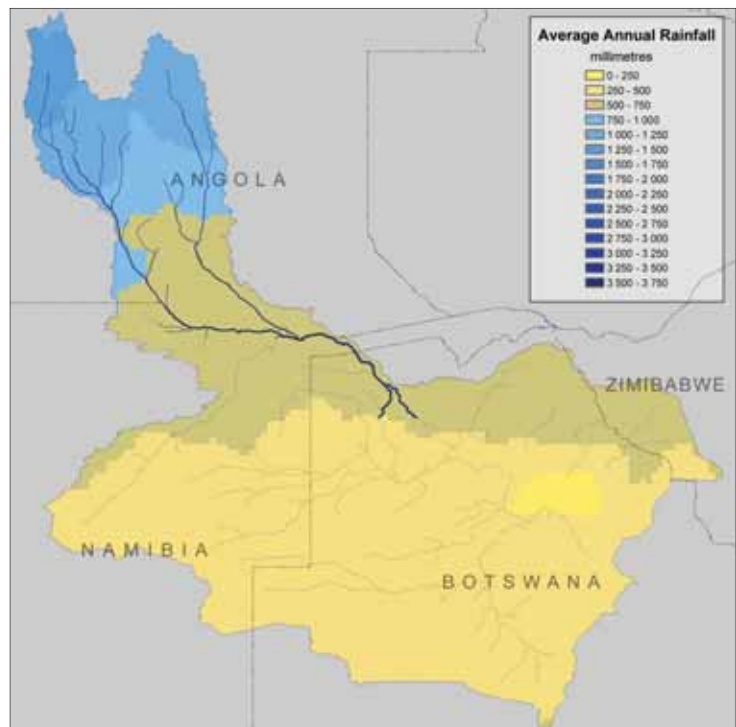 Average Annual Rainfall
millimetres
0 - 250
250 - 500
500 - 750
750 - 1 000
1 000 - 1 250
1 250 - 1 500
1 500 - 1 750
1 750 - 2 000
2 000 - 2 250
2 250 - 2 500
2 500 - 2 750
2 750 - 3 000
3 000 - 3 250
3 250 - 3 500
3 500 - 3 750
ANGOLA
ZIMIBABWE
NAMIBIA
BOTSWANA